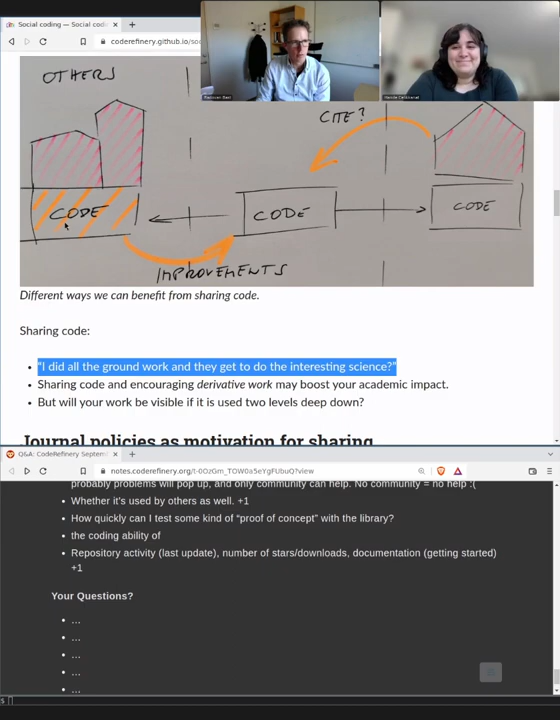 Social coding — Social codi
coderefinery.github.io/so
Radovan Bast
OTHERS
CITE?
CODE
CODE
CODE
IMPROVEMENTS
Different ways we can benefit from sharing code.
Sharing code:
“I did all the ground work and they get to do the interesting science?”
Sharing code and encouraging derivative work may boost your academic impact.
But will your work be visible if it is used two levels deep down?
Journal policies as motivation for sharing
Q&A: CodeRefinery Septem
notes.coderefinery.org/t-0OzGm_TOW0a5eYgFUbuQ?view
probably problems will pop up, and only community can help. No community = no help :(
Whether it's used by others as well. +1
How quickly can I test some kind of “proof of concept” with the library?
the coding ability of
Repository activity (last update), number of stars/downloads, documentation (getting started)
+1
Your Questions?
...
...
...
...
...
$